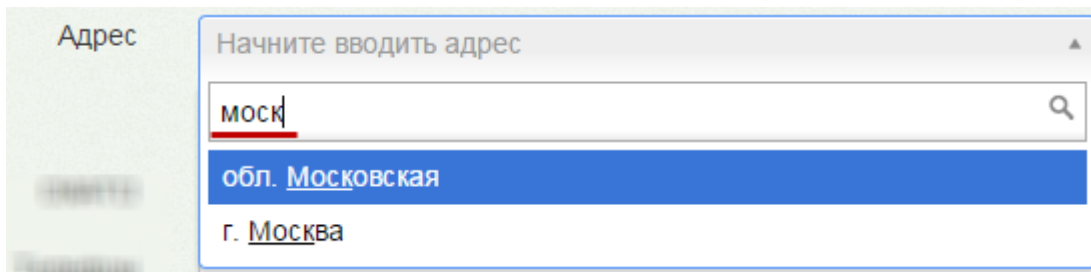 Адрес
Начните вводить адрес
моск
обл. Московская
г. Москва